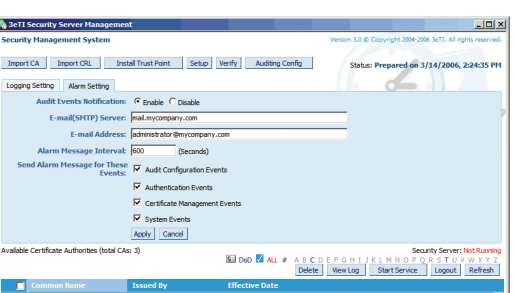 3eTI Security Server Management
Security Management System
Version 3.0 © Copyright 2004-2006 3eTI. All rights reserved.
Import CA Import CRL Install Trust Point Setup Verify Auditing Config
Status: Prepared on 3/14/2006, 2:24:35 PM
Logging Setting Alarm Setting
Audit Events Notification: Enable Disable
E-mail(SMTP) Server: mail.mycompany.com
E-mail Address: administrator@mycompany.com
Alarm Message Interval: 600 (Seconds)
Send Alarm Message for These Events:
Audit Configuration Events
Authentication Events
Certificate Management Events
System Events
Apply Cancel
Available Certificate Authorities (total CAs: 3)
Security Server: Not Running
DoD ALL # A B C D E F G H I J K L M N O P Q R S T U V W X Y Z
Delete View Log Start Service Logout Refresh
Common Name Issued By Effective Date